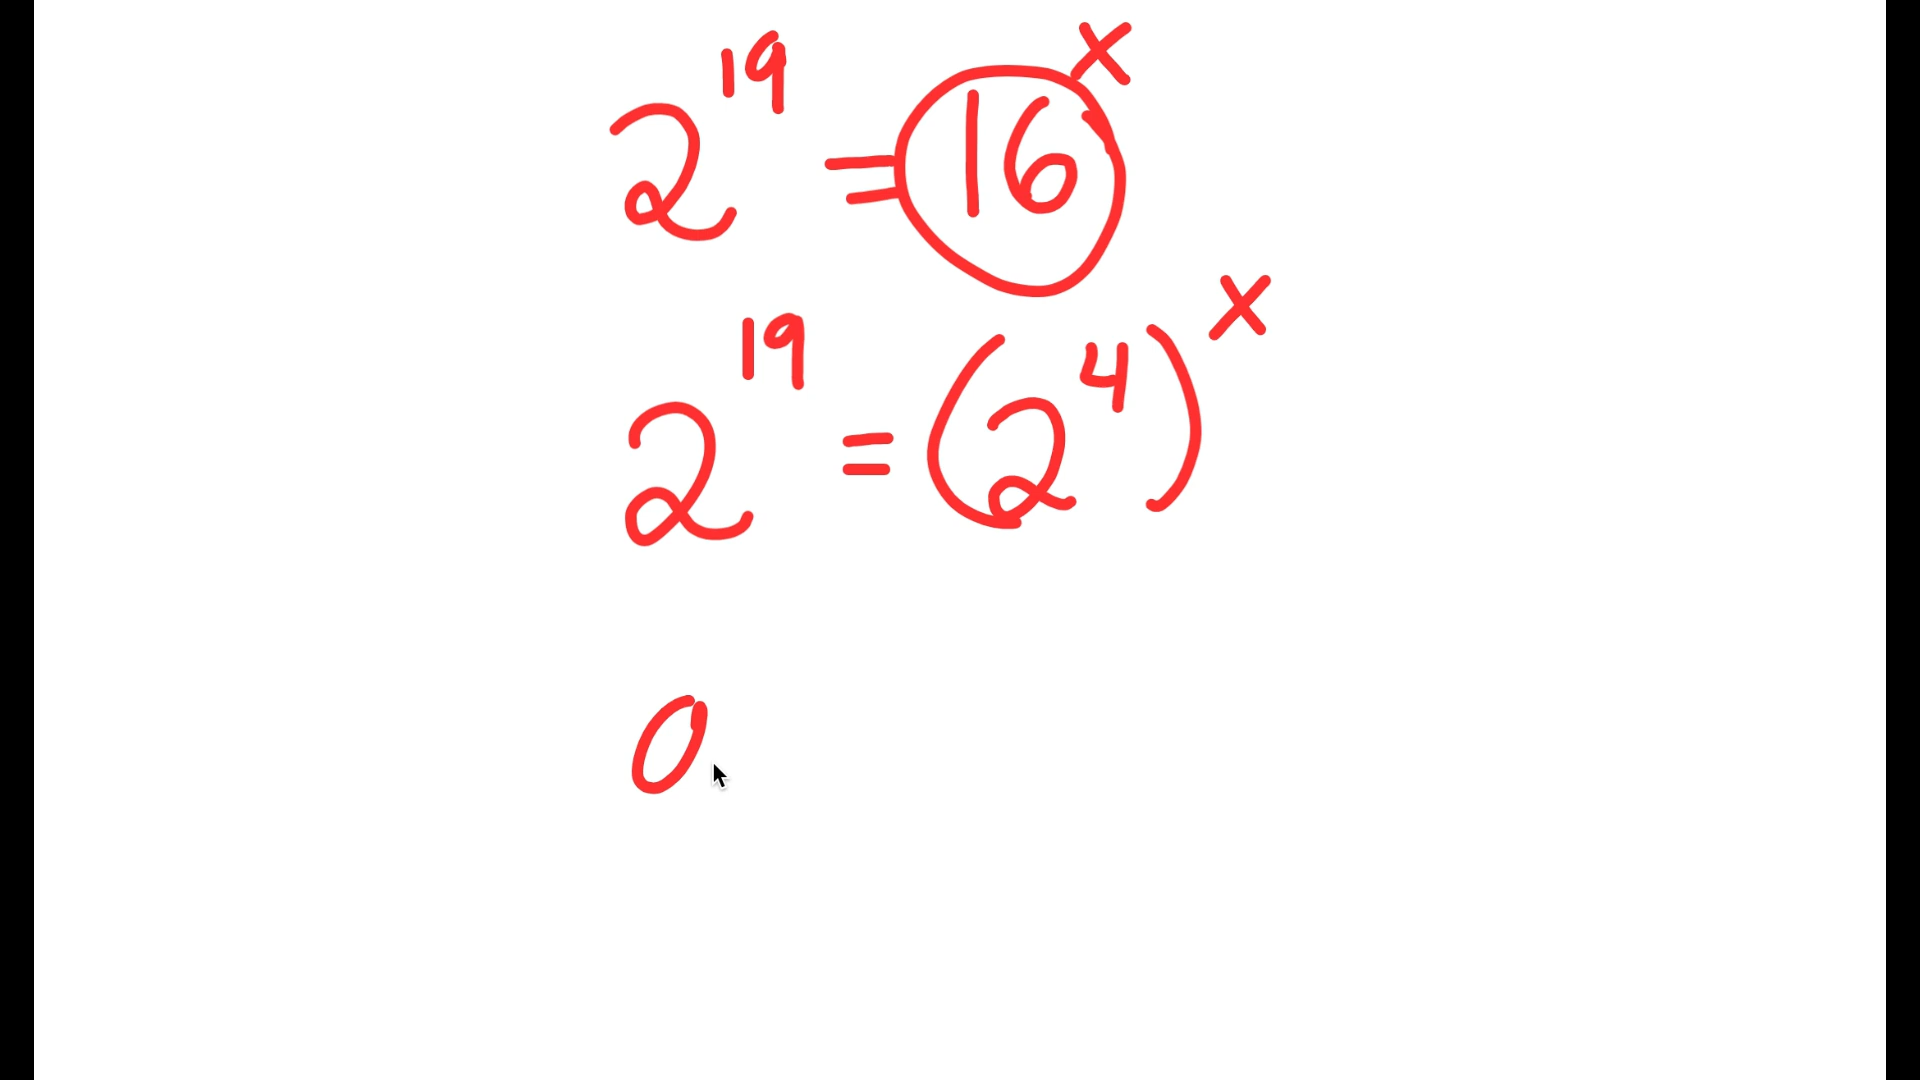 2^19 = 16^x
2^19 = (2^4)^x
0